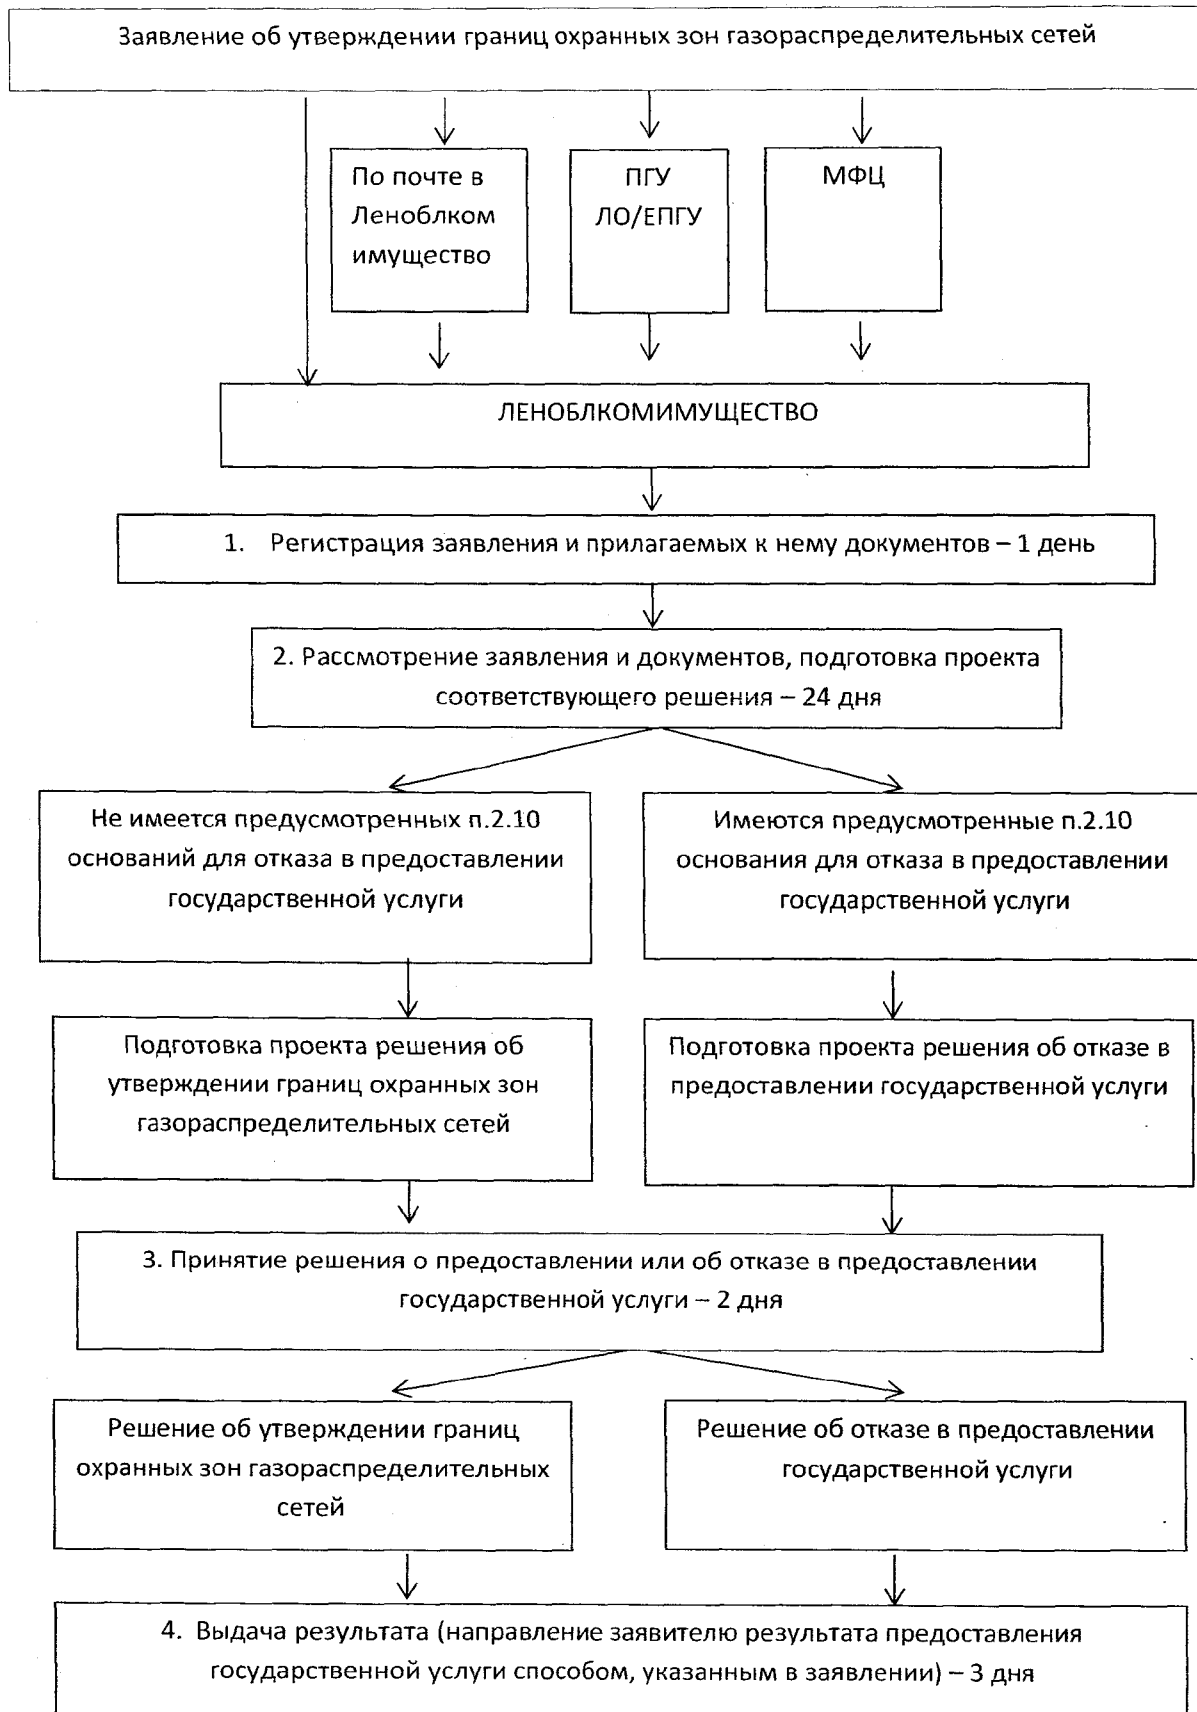 Заявление об утверждении границ охранных зон газораспределительных сетей
По почте в
Леноблком
имущество
ПГУ
ЛО/ЕПГУ
МФЦ
ЛЕНОБЛКОМИМУЩЕСТВО
1. Регистрация заявления и прилагаемых к нему документов – 1 день
2. Рассмотрение заявления и документов, подготовка проекта
соответствующего решения – 24 дня
Не имеется предусмотренных п.2.10
оснований для отказа в предоставлении
государственной услуги
Имеются предусмотренные п.2.10
основания для отказа в предоставлении
государственной услуги
Подготовка проекта решения об
утверждении границ охранных зон
газораспределительных сетей
Подготовка проекта решения об отказе в
предоставлении государственной услуги
3. Принятие решения о предоставлении или об отказе в предоставлении
государственной услуги – 2 дня
Решение об утверждении границ
охранных зон газораспределительных
сетей
Решение об отказе в предоставлении
государственной услуги
4. Выдача результата (направление заявителю результата предоставления
государственной услуги способом, указанным в заявлении) – 3 дня